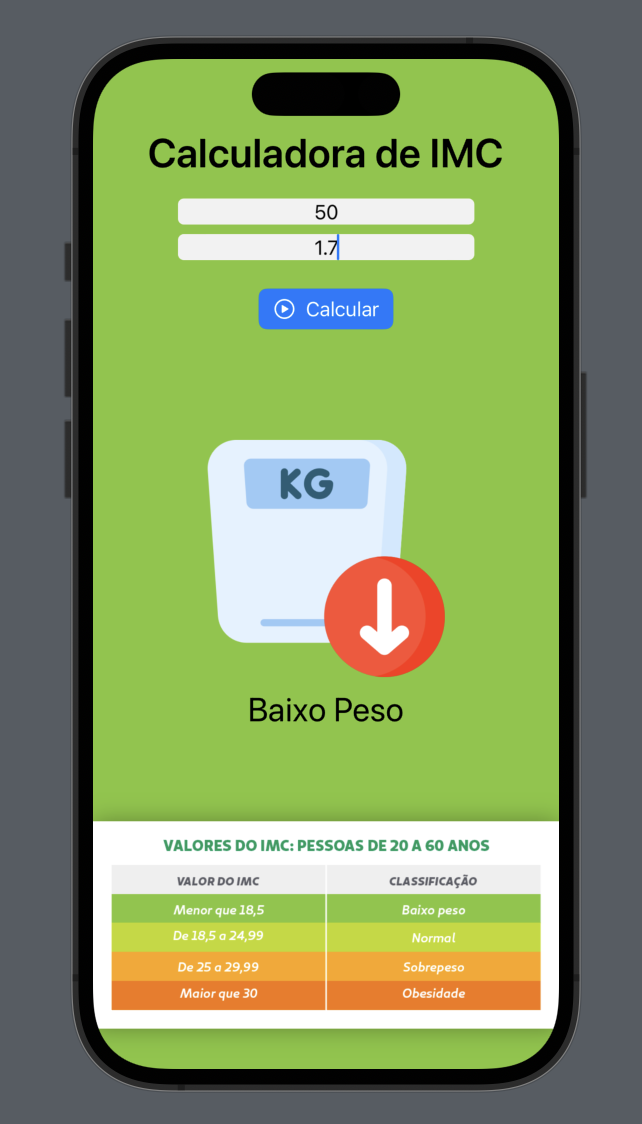 Calculadora de IMC
50
1.7
Calcular
KG
Baixo Peso
VALORES DO IMC: PESSOAS DE 20 A 60 ANOS
VALOR DO IMC CLASSIFICAÇÃO
Menor que 18,5 Baixo peso
De 18,5 a 24,99 Normal
De 25 a 29,99 Sobrepeso
Maior que 30 Obesidade